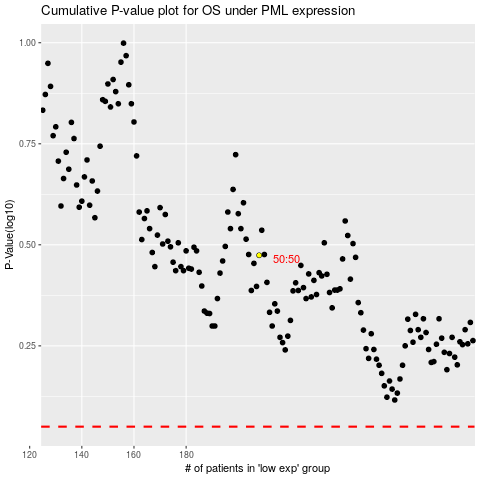 Cumulative P-value plot for OS under PML expression
P-Value(log10)
1.00
0.75
0.50
0.25
50:50
120 140 160 180
# of patients in 'low exp' group